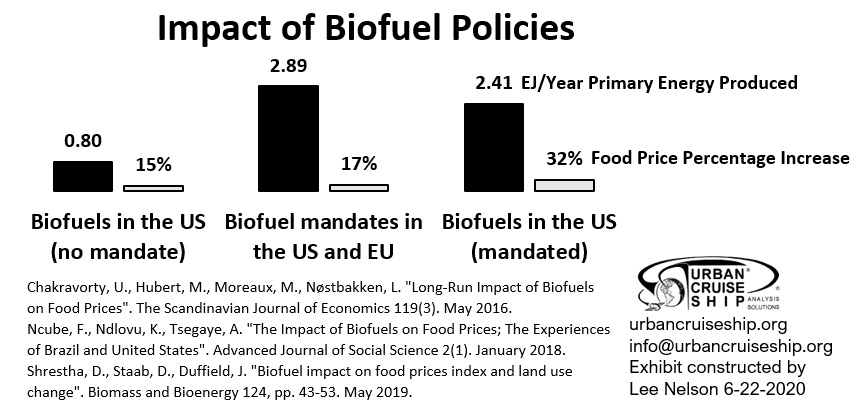 Impact of Biofuel Policies
2.89
2.41 EJ/Year Primary Energy Produced
0.80
15%
17%
32% Food Price Percentage Increase
Biofuels in the US
(no mandate)
Biofuel mandates in
the US and EU
Biofuels in the US
(mandated)
Chakravorty, U., Hubert, M., Moreaux, M., Nøstbakken, L. "Long-Run Impact of Biofuels
on Food Prices". The Scandinavian Journal of Economics 119(3). May 2016.
Ncube, F., Ndlovu, K., Tsegaye, A. "The Impact of Biofuels on Food Prices; The Experiences
of Brazil and United States". Advanced Journal of Social Science 2(1). January 2018.
Shrestha, D., Staab, D., Duffield, J. "Biofuel impact on food prices index and land use
change". Biomass and Bioenergy 124, pp. 43-53. May 2019.
URBAN
CRUISE
SHIP
ANALYSIS
SOLUTIONS
urbancruiseship.org
info@urbancruiseship.org
Exhibit constructed by
Lee Nelson 6-22-2020